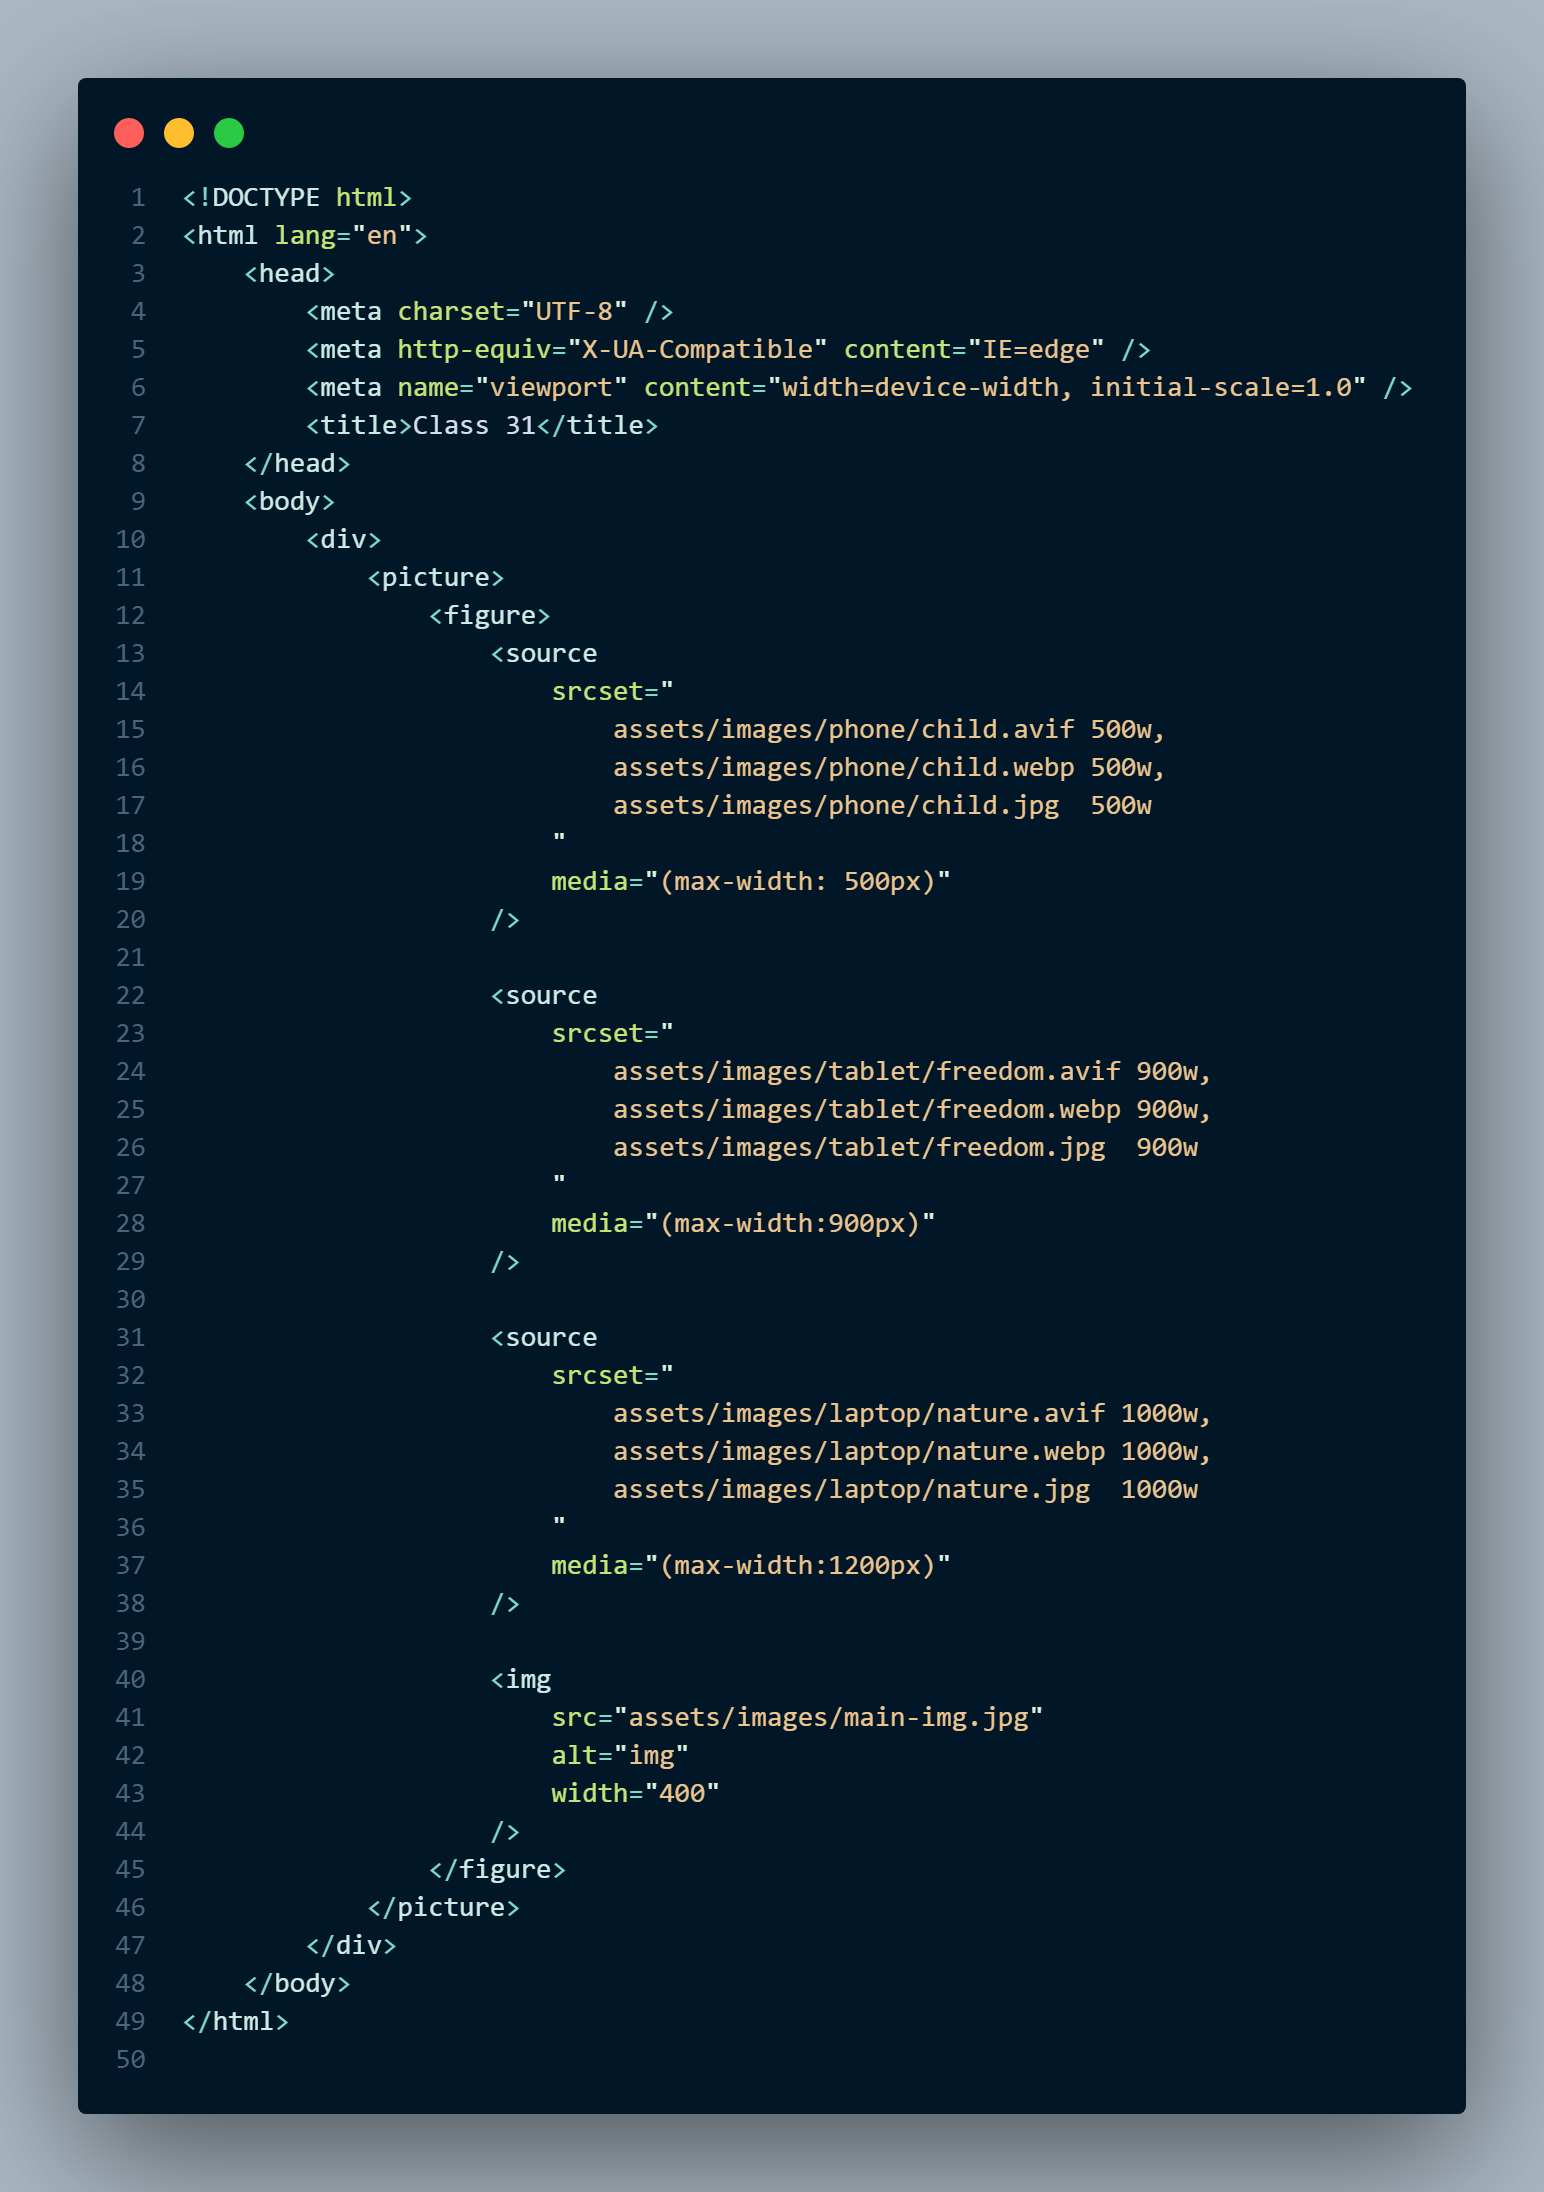 1 <!DOCTYPE html>
2 <html lang="en">
3     <head>
4         <meta charset="UTF-8" />
5         <meta http-equiv="X-UA-Compatible" content="IE=edge" />
6         <meta name="viewport" content="width=device-width, initial-scale=1.0" />
7         <title>Class 31</title>
8     </head>
9     <body>
10         <div>
11             <picture>
12                 <figure>
13                     <source
14                         srcset="
15                             assets/images/phone/child.avif 500w,
16                             assets/images/phone/child.webp 500w,
17                             assets/images/phone/child.jpg  500w
18                         "
19                         media="(max-width: 500px)"
20                     />
21
22                     <source
23                         srcset="
24                             assets/images/tablet/freedom.avif 900w,
25                             assets/images/tablet/freedom.webp 900w,
26                             assets/images/tablet/freedom.jpg  900w
27                         "
28                         media="(max-width:900px)"
29                     />
30
31                     <source
32                         srcset="
33                             assets/images/laptop/nature.avif 1000w,
34                             assets/images/laptop/nature.webp 1000w,
35                             assets/images/laptop/nature.jpg  1000w
36                         "
37                         media="(max-width:1200px)"
38                     />
39
40                     <img
41                         src="assets/images/main-img.jpg"
42                         alt="img"
43                         width="400"
44                     />
45                 </figure>
46             </picture>
47         </div>
48     </body>
49 </html>
50